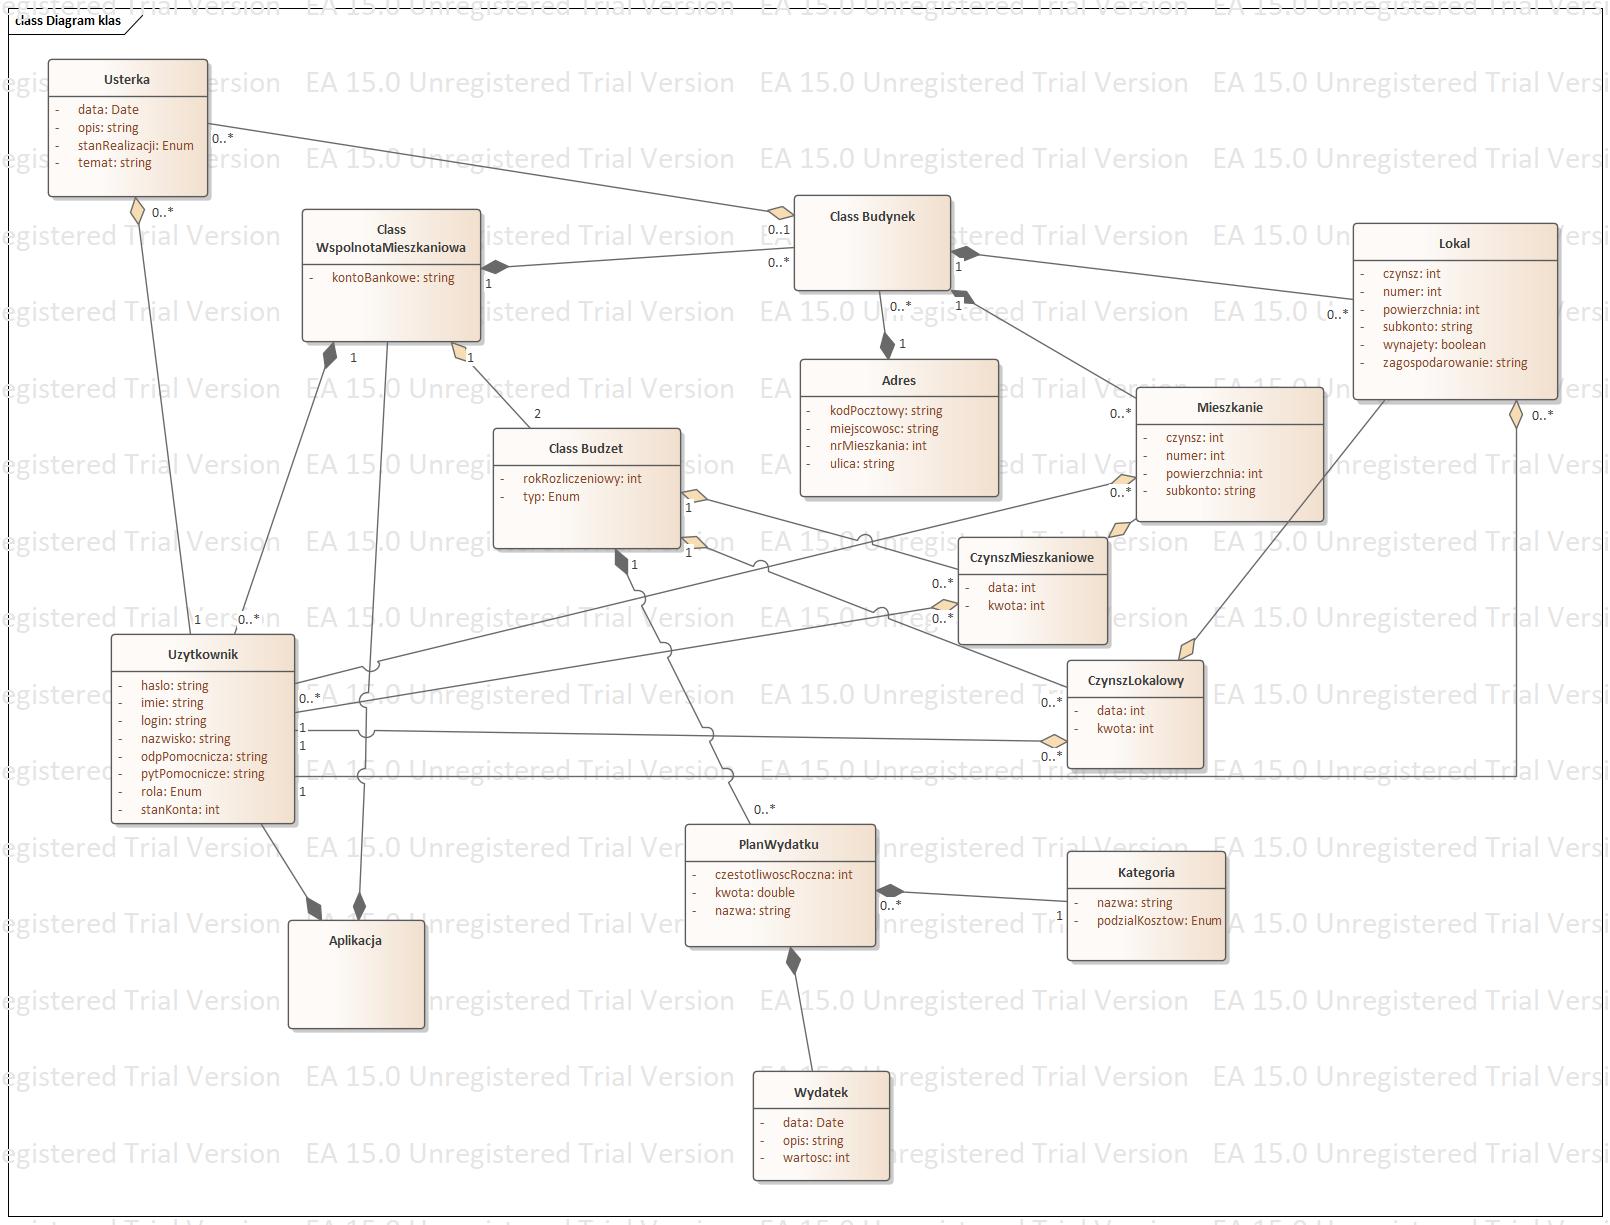 class Diagram klas
Usterka
- data: Date
- opis: string
- stanRealizacji: Enum
- temat: string
0..*
0..*
Class
WspolnotaMieszkaniowa
- kontoBankowe: string
1
1
1
Class Budynek
0..1
0..*
1
1
0..*
Lokal
- czynsz: int
- numer: int
- powierzchnia: int
- subkonto: string
- wynajety: boolean
- zagospodarowanie: string
0..*
0..*
1
Adres
- kodPocztowy: string
- miejscowosc: string
- nrMieszkania: int
- ulica: string
Mieszkanie
- czynsz: int
- numer: int
- powierzchnia: int
- subkonto: string
0..*
0..*
2
Class Budzet
- rokRozliczeniowy: int
- typ: Enum
1
1
1
CzynszMieszkaniowe
- data: int
- kwota: int
0..*
0..*
1
0..*
Uzytkownik
- haslo: string
- imie: string
- login: string
- nazwisko: string
- odpPomocnicza: string
- pytPomocnicze: string
- rola: Enum
- stanKonta: int
0..*
1
1
1
CzynszLokalowy
- data: int
- kwota: int
0..*
0..*
0..*
PlanWydatku
- czestotliwoscRoczna: int
- kwota: double
- nazwa: string
0..*
1
Kategoria
- nazwa: string
- podzialKosztow: Enum
Aplikacja
Wydatek
- data: Date
- opis: string
- wartosc: int
EA 15.0 Unregistered Trial Version EA 15.0 Unregistered Trial Version